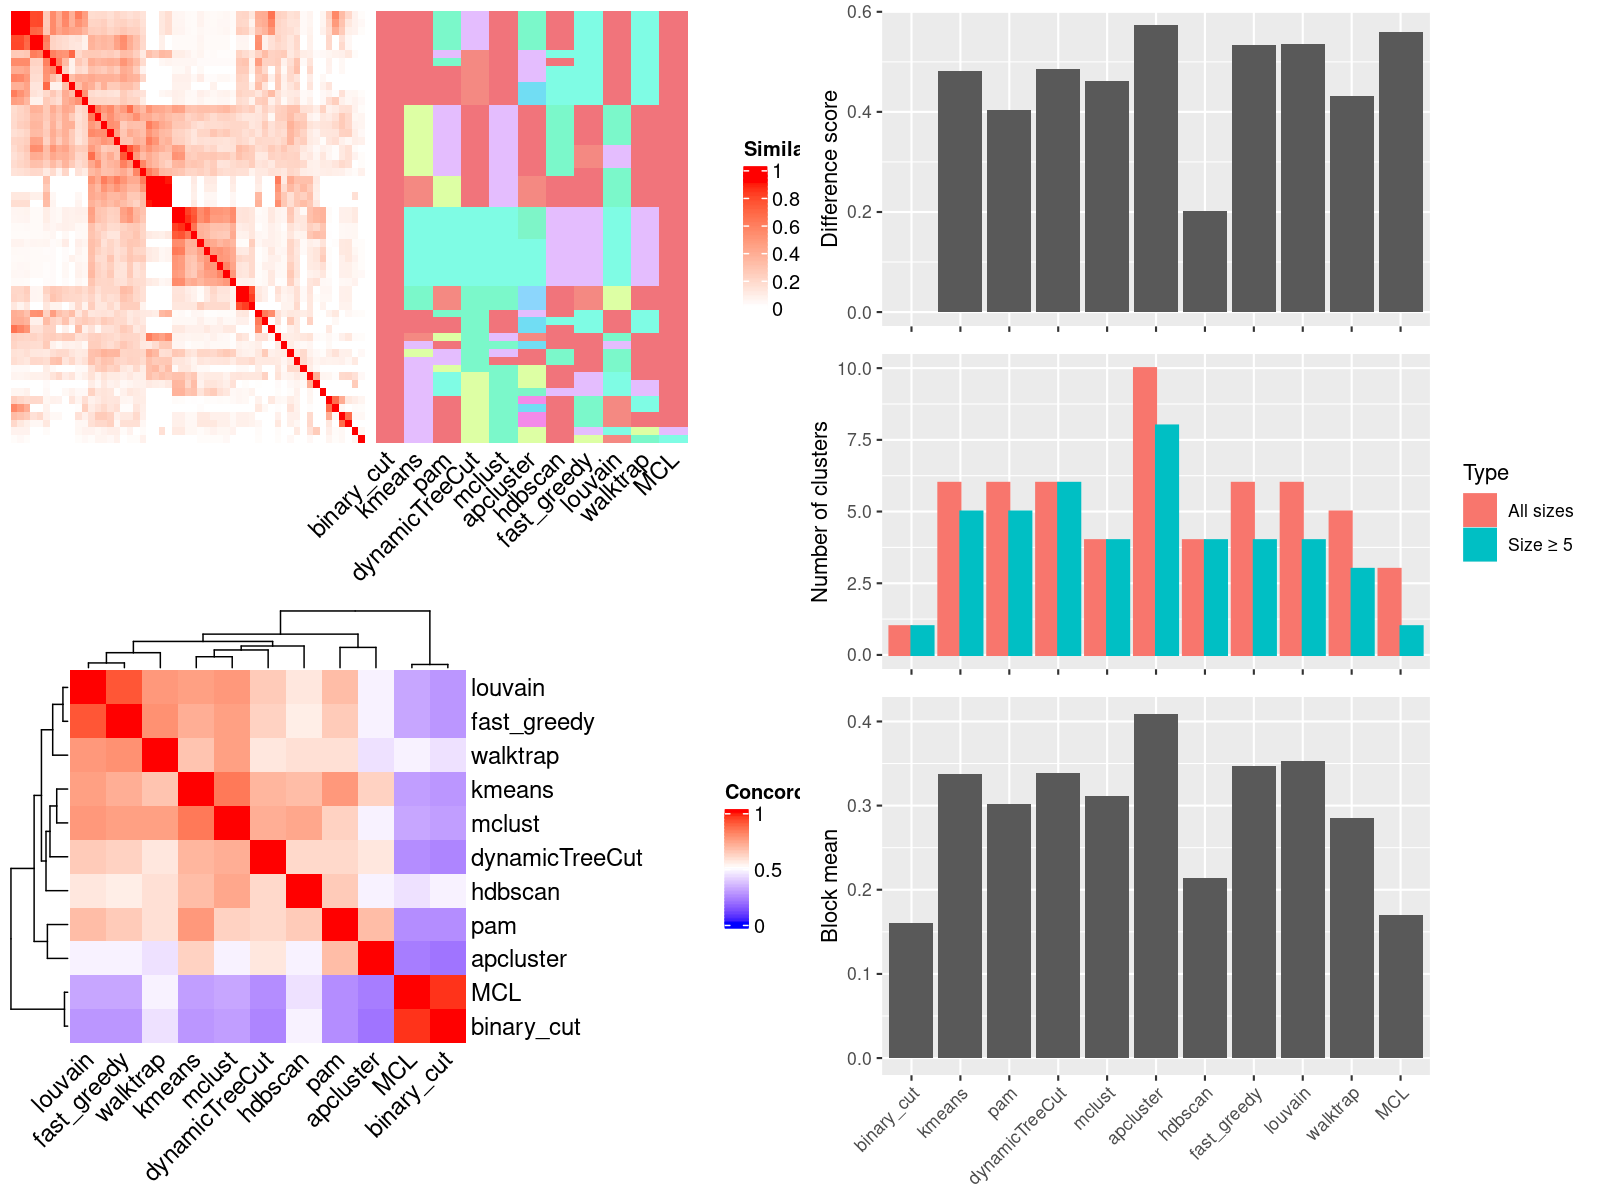 Simila
1
0.8
0.6
0.4
0.2
0
binary_cut
kmeans
pam
dynamicTreeCut
mclust
apcluster
hdbscan
fast_greedy
louvain
walktrap
MCL
louvain
fast_greedy
walktrap
kmeans
mclust
dynamicTreeCut
hdbscan
pam
apcluster
MCL
binary_cut
louvain
fast_greedy
walktrap
kmeans
mclust
dynamicTreeCut
hdbscan
pam
apcluster
MCL
binary_cut
Concord
1
0.5
0
Difference score
0.6
0.4
0.2
0.0
Number of clusters
10.0
7.5
5.0
2.5
0.0
Type
All sizes
Size ≥ 5
Block mean
0.4
0.3
0.2
0.1
0.0
binary_cut
kmeans
pam
dynamicTreeCut
mclust
apcluster
hdbscan
fast_greedy
louvain
walktrap
MCL